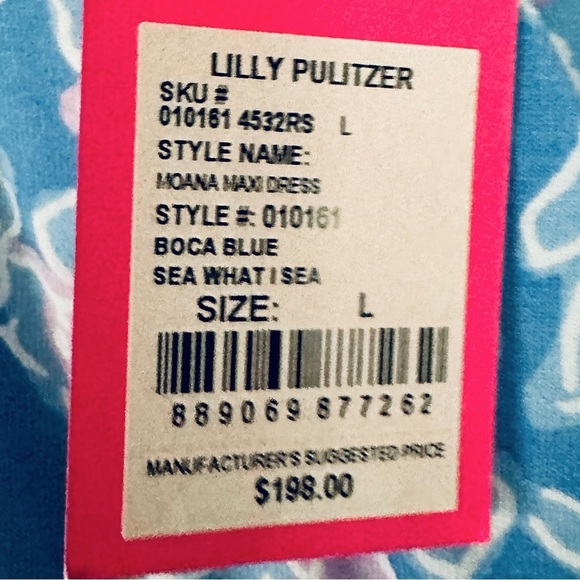 LILLY PULITZER
SKU #
010161 4532RS L
STYLE NAME:
MOANA MAXI DRESS
STYLE #: 010161
BOCA BLUE
SEA WHAT I SEA
SIZE: L
889069 877262
MANUFACTURER'S SUGGESTED PRICE
$198.00